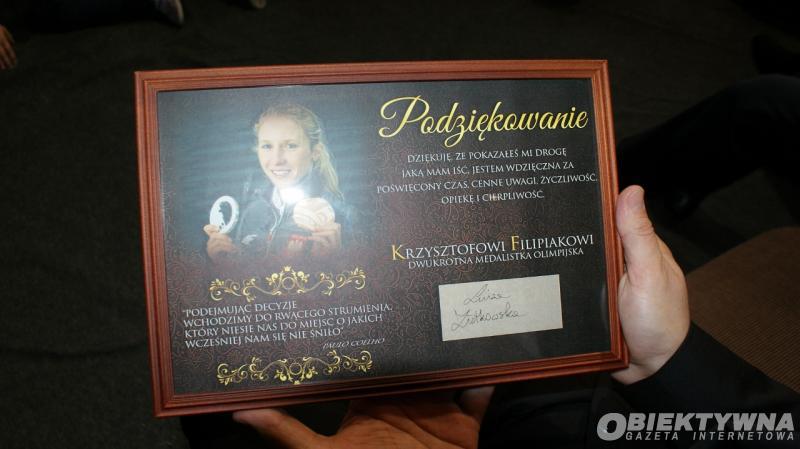 Podziękowanie
DZIĘKUJĘ, ŻE POKAZAŁEŚ MI DROGĘ
JAKĄ MAM IŚĆ, JESTEM WDZIĘCZNA ZA
POŚWIĘCONY CZAS, CENNE UWAGI, ŻYCZLIWOŚĆ,
OPIEKĘ I CIERPLIWOŚĆ.
KRZYSZTOFOWI FILIPIAKOWI
DWUKROTNA MEDALISTKA OLIMPIJSKA
Luiza
Złotkowska
"PODEJMUJĄC DECYZJE
WCHODZIMY DO RWĄCEGO STRUMIENIA,
KTÓRY NIESIE NAS DO MIEJSC O JAKICH
WCZEŚNIEJ NAM SIĘ NIE ŚNIŁO"
PAULO COELHO
OBIEKTYWNA
GAZETA INTERNETOWA